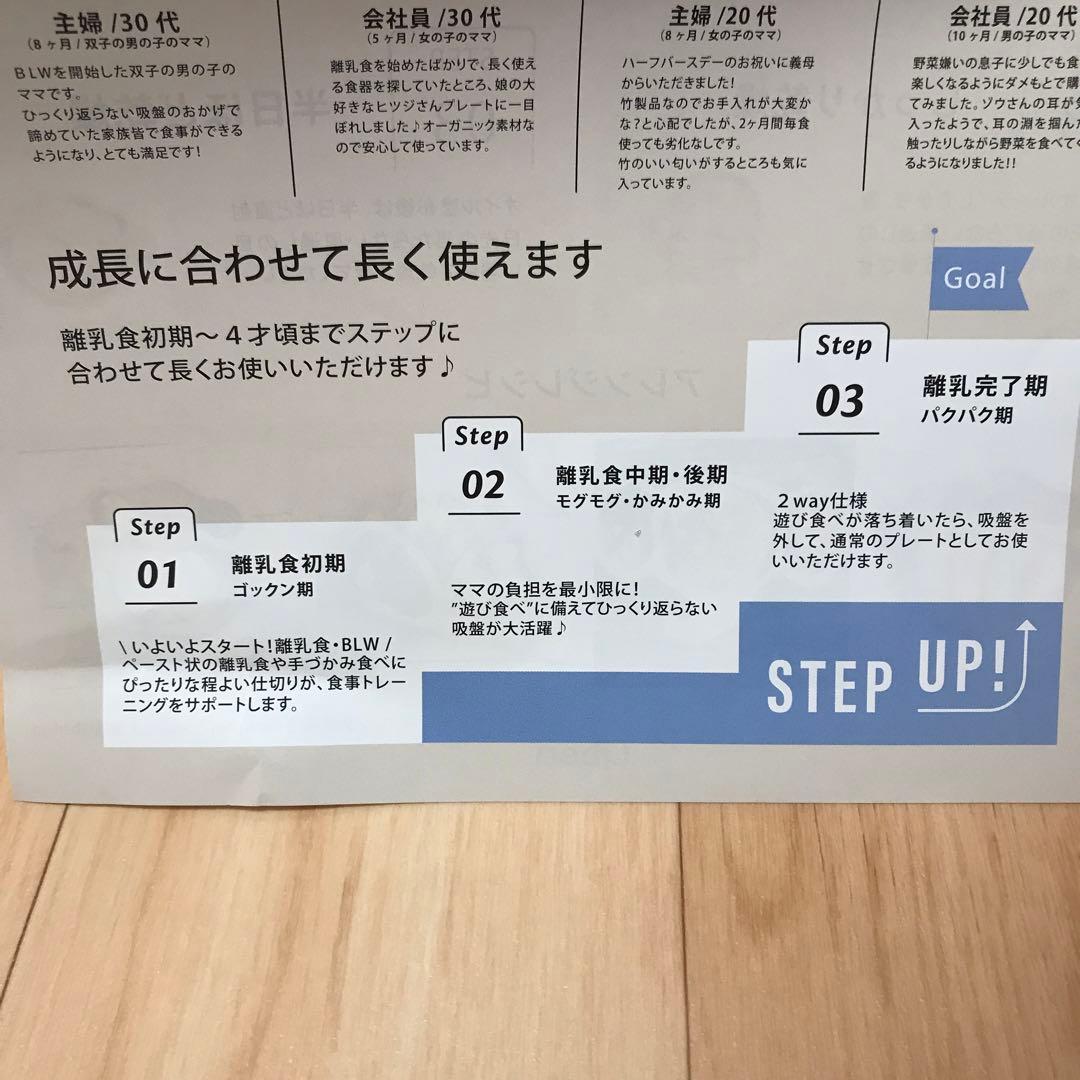 主婦/30代
(8ヶ月/双子の男の子のママ)
BLWを開始した双子の男の子の
ママです。
ひっくり返らない吸盤のおかげで
諦めていた家族皆で食事ができる
ようになり、とても満足です!
会社員/30代
(5ヶ月/女の子のママ)
離乳食を始めたばかりで、長く使え
る食器を探していたところ、娘の大
好きなヒツジさんプレートに一目
ぼれしました♪オーガニック素材な
ので安心して使っています。
主婦/20代
(8ヶ月/女の子のママ)
ハーフバースデーのお祝いに義母
からいただきました!
竹製品なのでお手入れが大変か
な?と心配でしたが、2ヶ月間毎食
使っても劣化なしです。
竹のいい匂いがするところも気に
入っています。
会社員/20代
(10ヶ月/男の子のママ)
野菜嫌いの息子に少しでも食
楽しくなるようにダメもとで購
てみました。ゾウさんの耳が
入ったようで、耳の淵を掴ん
触ったりしながら野菜を食べて
るようになりました!!
成長に合わせて長く使えます
離乳食初期～4才頃までステップに
合わせて長くお使いいただけます♪
Goal
Step
01
離乳食初期
ゴックン期
\いよいよスタート!離乳食・BLW/
ペースト状の離乳食や手づかみ食べに
ぴったりな程よい仕切りが、食事トレー
ニングをサポートします。
Step
02
離乳食中期・後期
モグモグ・かみかみ期
ママの負担を最小限に!
"遊び食べ"に備えてひっくり返らない
吸盤が大活躍♪
Step
03
離乳完了期
パクパク期
2way仕様
遊び食べが落ち着いたら、吸盤を
外して、通常のプレートとしてお使
いいただけます。
STEP UP!